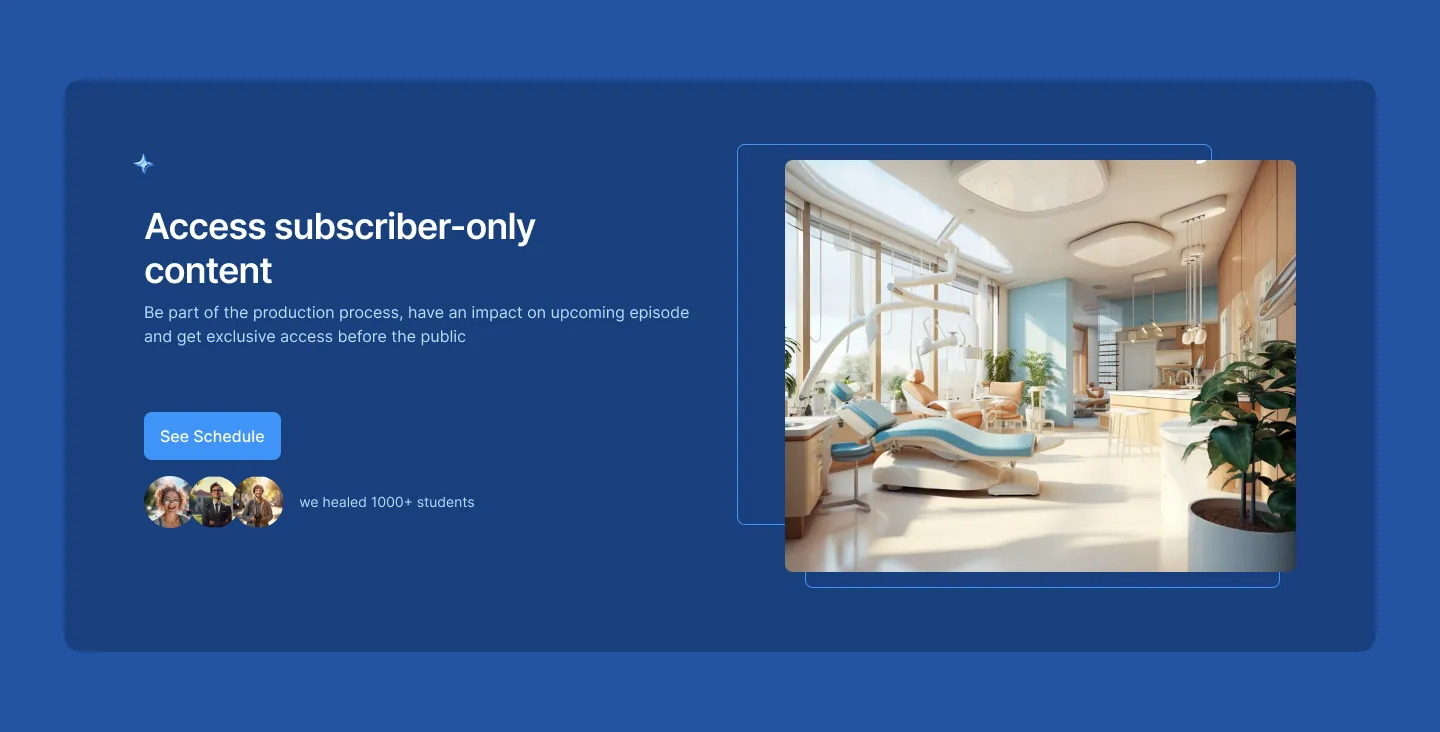 Access subscriber-only
content
Be part of the production process, have an impact on upcoming episode
and get exclusive access before the public
See Schedule
we healed 1000+ students